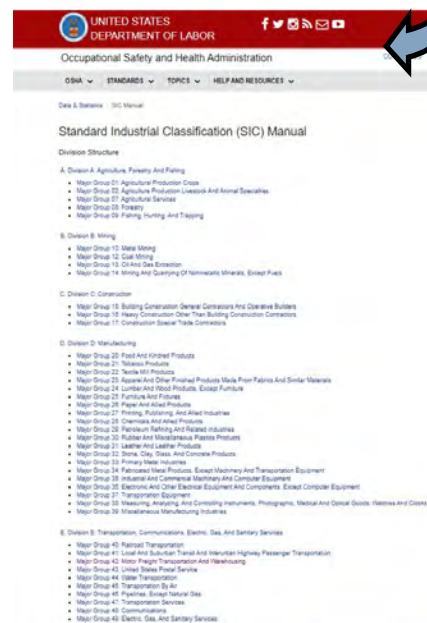 UNITED STATES
DEPARTMENT OF LABOR
Occupational Safety and Health Administration
OSHA STANDARDS TOPICS HELP AND RESOURCES
Data & Statistics SIC Manual
Standard Industrial Classification (SIC) Manual
Division Structure
A. Division A: Agriculture, Forestry, And Fishing
Major Group 01: Agricultural Production Crops
Major Group 02: Agriculture Production Livestock And Animal Specialties
Major Group 07: Agricultural Services
Major Group 08: Forestry
Major Group 09: Fishing, Hunting, And Trapping
B. Division B: Mining
Major Group 10: Metal Mining
Major Group 12: Coal Mining
Major Group 13: Oil And Gas Extraction
Major Group 14: Mining And Quarrying Of Nonmetallic Minerals, Except Fuels
C. Division C: Construction
Major Group 15: Building Construction General Contractors And Operative Builders
Major Group 16: Heavy Construction Other Than Building Construction Contractors
Major Group 17: Construction Special Trade Contractors
D. Division D: Manufacturing
Major Group 20: Food And Kindred Products
Major Group 21: Tobacco Products
Major Group 22: Textile Mill Products
Major Group 23: Apparel And Other Finished Products Made From Fabrics And Similar Materials
Major Group 24: Lumber And Wood Products, Except Furniture
Major Group 25: Furniture And Fixtures
Major Group 26: Paper And Allied Products
Major Group 27: Printing, Publishing, And Allied Industries
Major Group 28: Chemicals And Allied Products
Major Group 29: Petroleum Refining And Related Industries
Major Group 30: Rubber And Miscellaneous Plastics Products
Major Group 31: Leather And Leather Products
Major Group 32: Stone, Clay, Glass, And Concrete Products
Major Group 33: Primary Metal Industries
Major Group 34: Fabricated Metal Products, Except Machinery And Transportation Equipment
Major Group 35: Industrial And Commercial Machinery And Computer Equipment
Major Group 36: Electronic And Other Electrical Equipment And Components, Except Computer Equipment
Major Group 37: Transportation Equipment
Major Group 38: Measuring, Analyzing, And Controlling Instruments; Photographic, Medical And Optical Goods; Watches And Clocks
Major Group 39: Miscellaneous Manufacturing Industries
E. Division E: Transportation, Communications, Electric, Gas, And Sanitary Services
Major Group 40: Railroad Transportation
Major Group 41: Local And Suburban Transit And Interurban Highway Passenger Transportation
Major Group 42: Motor Freight Transportation And Warehousing
Major Group 43: United States Postal Service
Major Group 44: Water Transportation
Major Group 45: Transportation By Air
Major Group 46: Pipelines, Except Natural Gas
Major Group 47: Transportation Services
Major Group 48: Communications
Major Group 49: Electric, Gas, And Sanitary Services